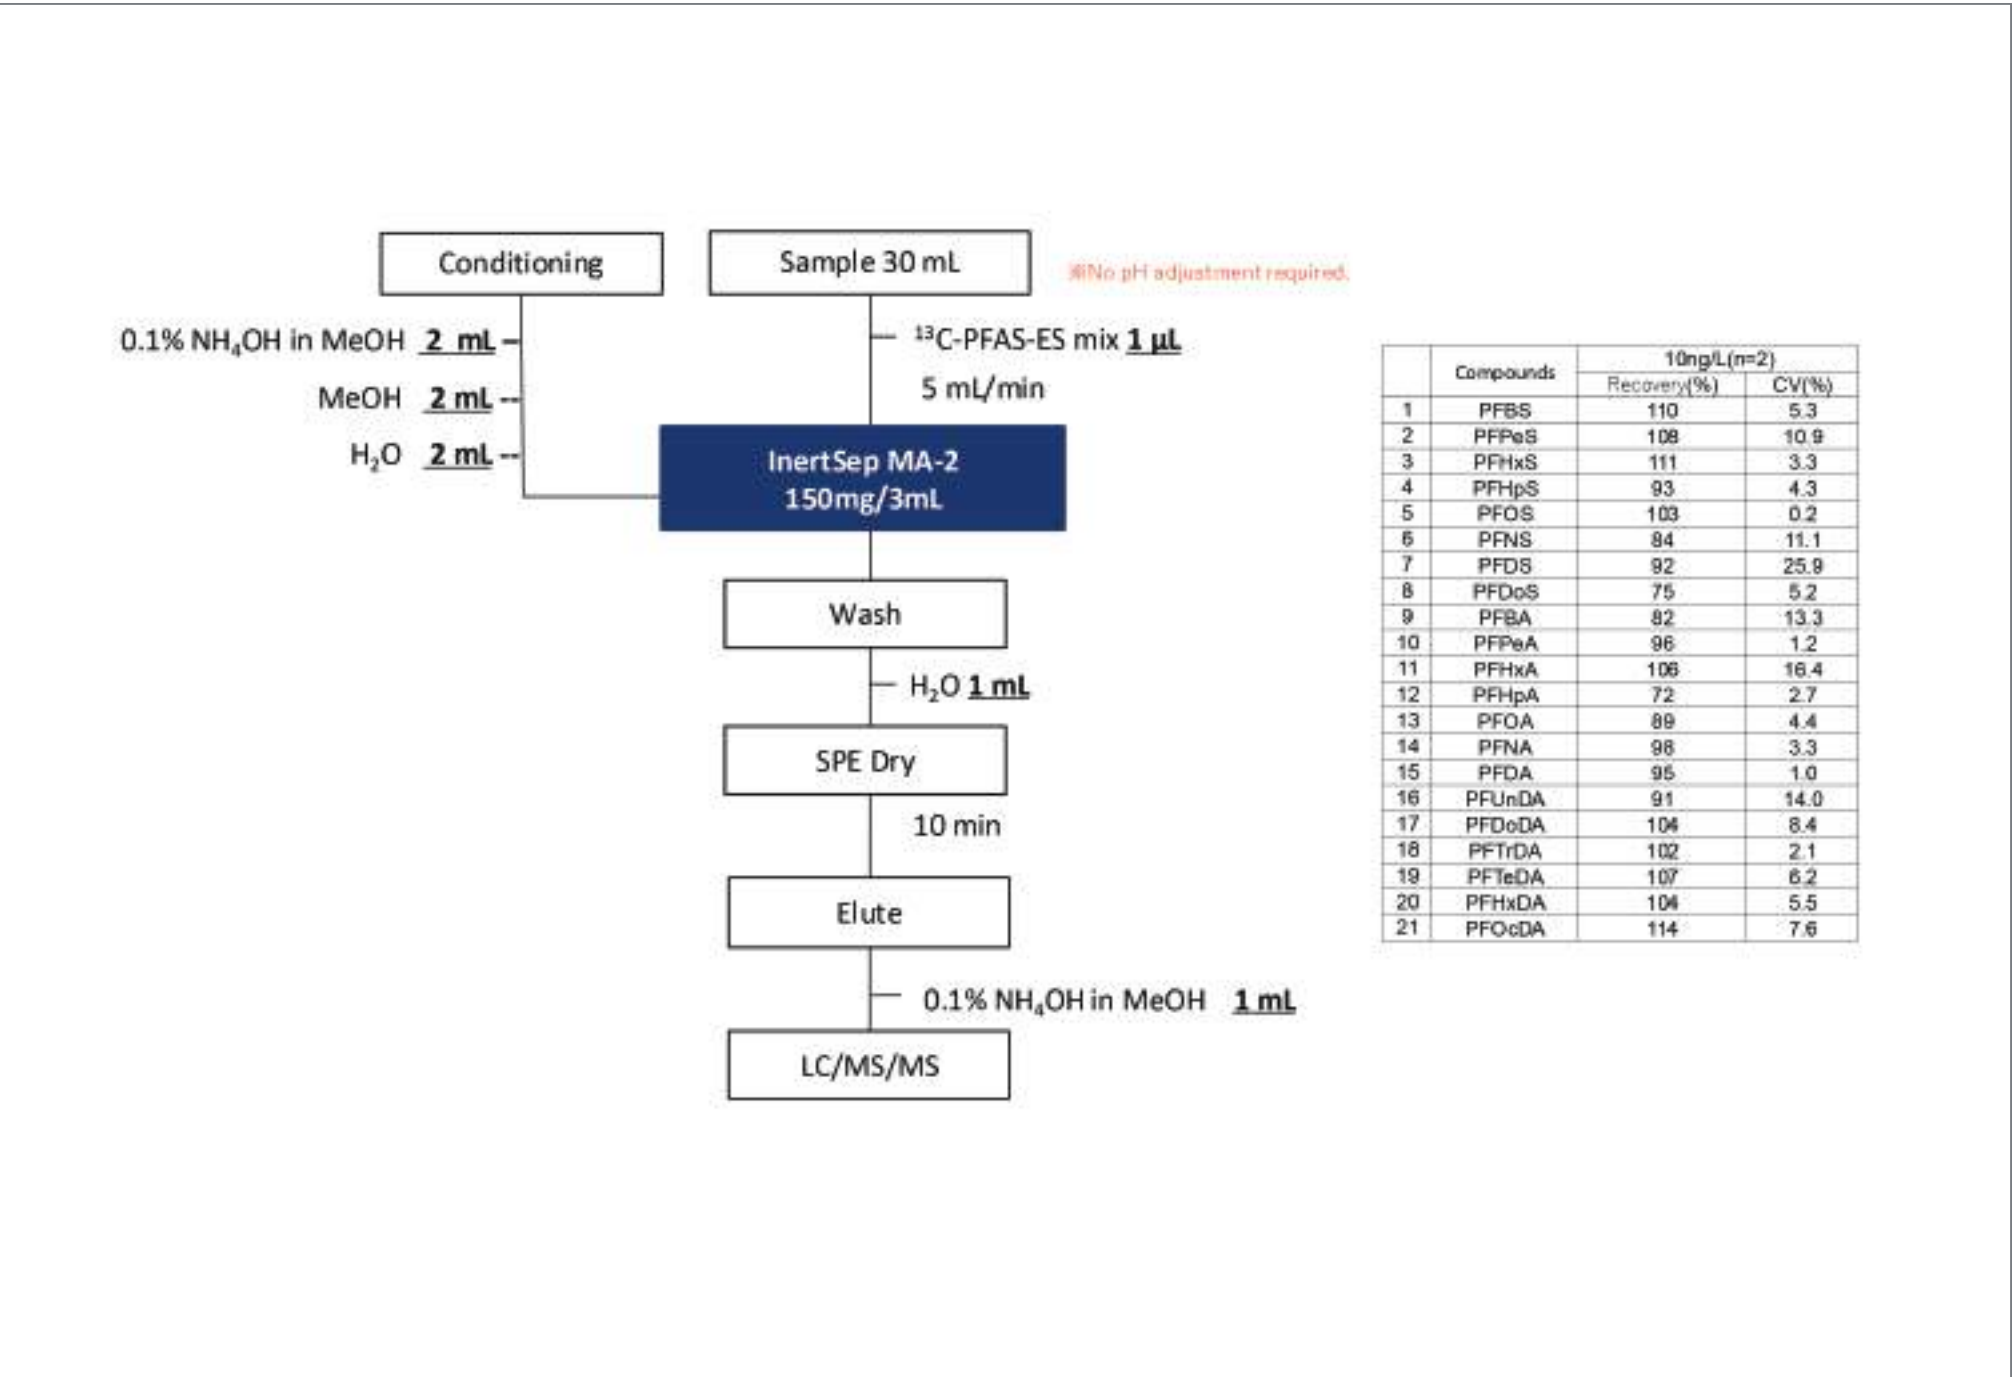 Conditioning
Sample 30 mL
※No pH adjustment required.
0.1% NH₄OH in MeOH 2 mL
MeOH 2 mL
H₂O 2 mL
¹³C-PFAS-ES mix 1 µL
5 mL/min
InertSep MA-2
150mg/3mL
Wash
H₂O 1 mL
SPE Dry
10 min
Elute
0.1% NH₄OH in MeOH 1 mL
LC/MS/MS
Compounds 10ng/L(n=2)
Recovery(%) CV(%)
1 PFBS 110 5.3
2 PFPeS 108 10.9
3 PFHxS 111 3.3
4 PFHpS 93 4.3
5 PFOS 103 0.2
6 PFNS 84 11.1
7 PFDS 92 25.9
8 PFDoS 75 5.2
9 PFBA 82 13.3
10 PFPeA 96 1.2
11 PFHxA 106 16.4
12 PFHpA 72 2.7
13 PFOA 89 4.4
14 PFNA 98 3.3
15 PFDA 95 1.0
16 PFUnDA 91 14.0
17 PFDoDA 104 8.4
18 PFTrDA 102 2.1
19 PFTeDA 107 6.2
20 PFHxDA 104 5.5
21 PFOcDA 114 7.6